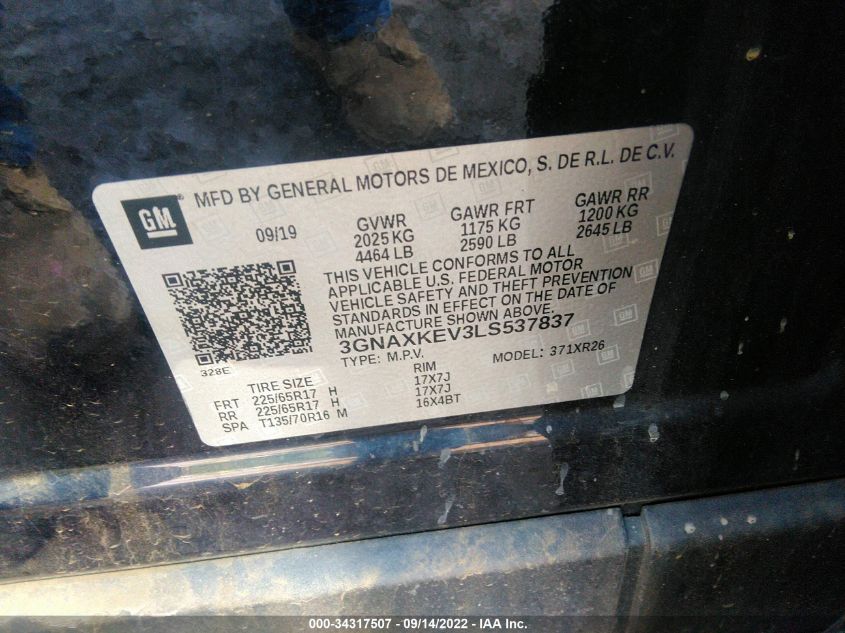 GM
MFD BY GENERAL MOTORS DE MEXICO, S. DE R.L. DE C.V.
09/19 GVWR GAWR FRT GAWR RR
2025 KG 1175 KG 1200 KG
4464 LB 2590 LB 2645 LB
THIS VEHICLE CONFORMS TO ALL
APPLICABLE U.S. FEDERAL MOTOR
VEHICLE SAFETY AND THEFT PREVENTION
STANDARDS IN EFFECT ON THE DATE OF
MANUFACTURE SHOWN ABOVE.
3GNAXKEV3LS537837
TYPE: M.P.V. MODEL: 371XR26
328E
TIRE SIZE RIM
FRT 225/65R17 H 17X7J
RR 225/65R17 H 17X7J
SPA T135/70R16 M 16X4BT
000-34317507 - 09/14/2022 - IAA Inc.